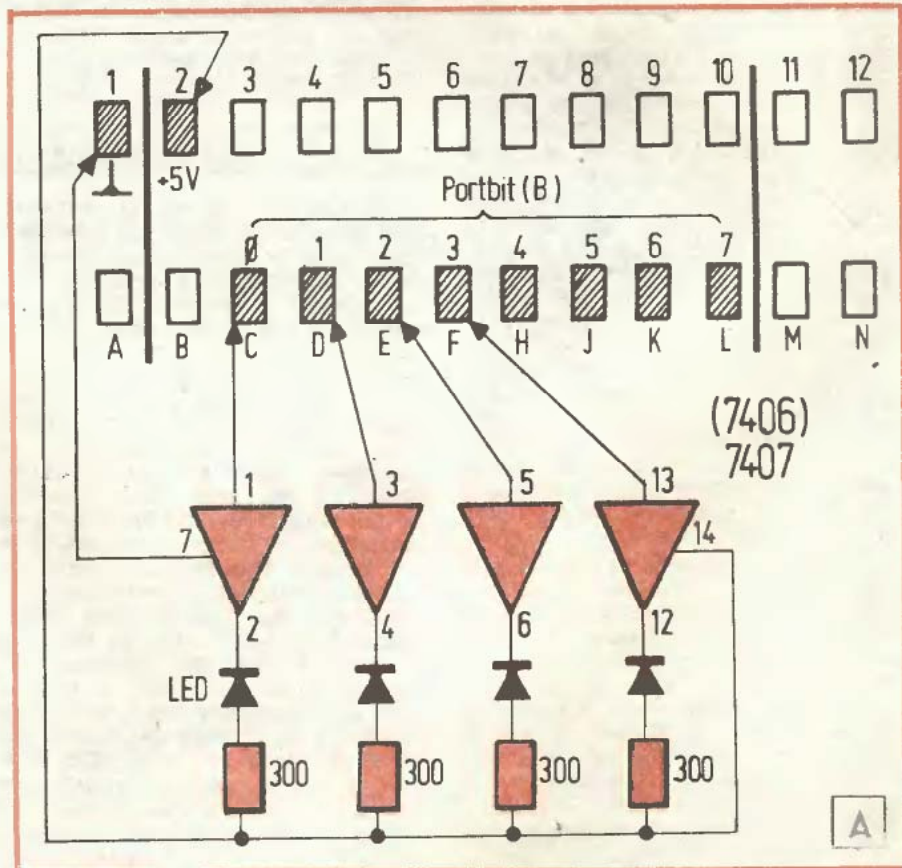 1 2 3 4 5 6 7 8 9 10 11 12
+5V
Portbit (B)
Ø 1 2 3 4 5 6 7
A B C D E F H J K L M N
(7406)
7407
1 3 5 13
7 14
2 4 6 12
LED
300 300 300 300
A